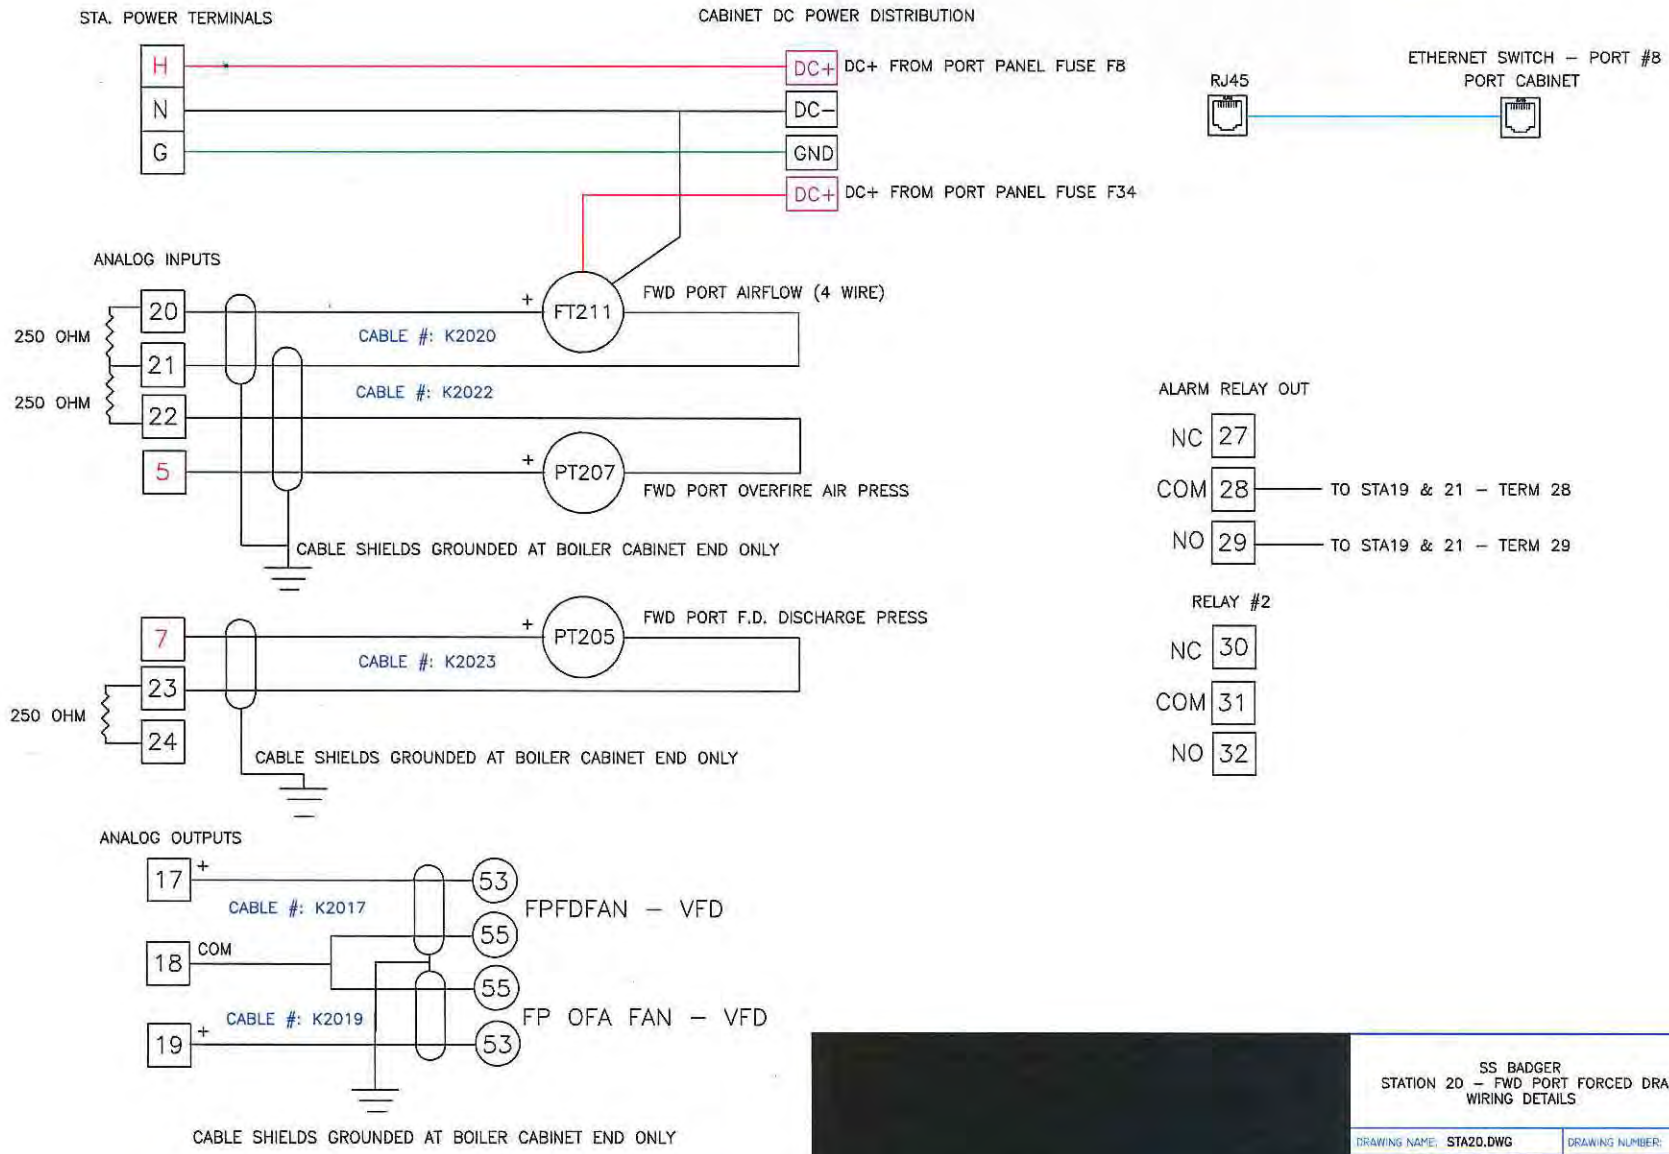 STA. POWER TERMINALS
CABINET DC POWER DISTRIBUTION
H
DC+ DC+ FROM PORT PANEL FUSE F8
N
DC-
G
GND
DC+ DC+ FROM PORT PANEL FUSE F34
ETHERNET SWITCH - PORT #8
PORT CABINET
RJ45
ANALOG INPUTS
20
+
FT211
FWD PORT AIRFLOW (4 WIRE)
250 OHM
CABLE #: K2020
21
250 OHM
CABLE #: K2022
22
5
+
PT207
FWD PORT OVERFIRE AIR PRESS
CABLE SHIELDS GROUNDED AT BOILER CABINET END ONLY
7
+
PT205
FWD PORT F.D. DISCHARGE PRESS
CABLE #: K2023
23
250 OHM
24
CABLE SHIELDS GROUNDED AT BOILER CABINET END ONLY
ALARM RELAY OUT
NC 27
COM 28 TO STA19 & 21 - TERM 28
NO 29 TO STA19 & 21 - TERM 29
RELAY #2
NC 30
COM 31
NO 32
ANALOG OUTPUTS
17 +
53
CABLE #: K2017
FPFDFAN - VFD
55
18 COM
55
CABLE #: K2019
FP OFA FAN - VFD
19 +
53
CABLE SHIELDS GROUNDED AT BOILER CABINET END ONLY
SS BADGER
STATION 20 - FWD PORT FORCED DRA
WIRING DETAILS
DRAWING NAME: STA20.DWG
DRAWING NUMBER: